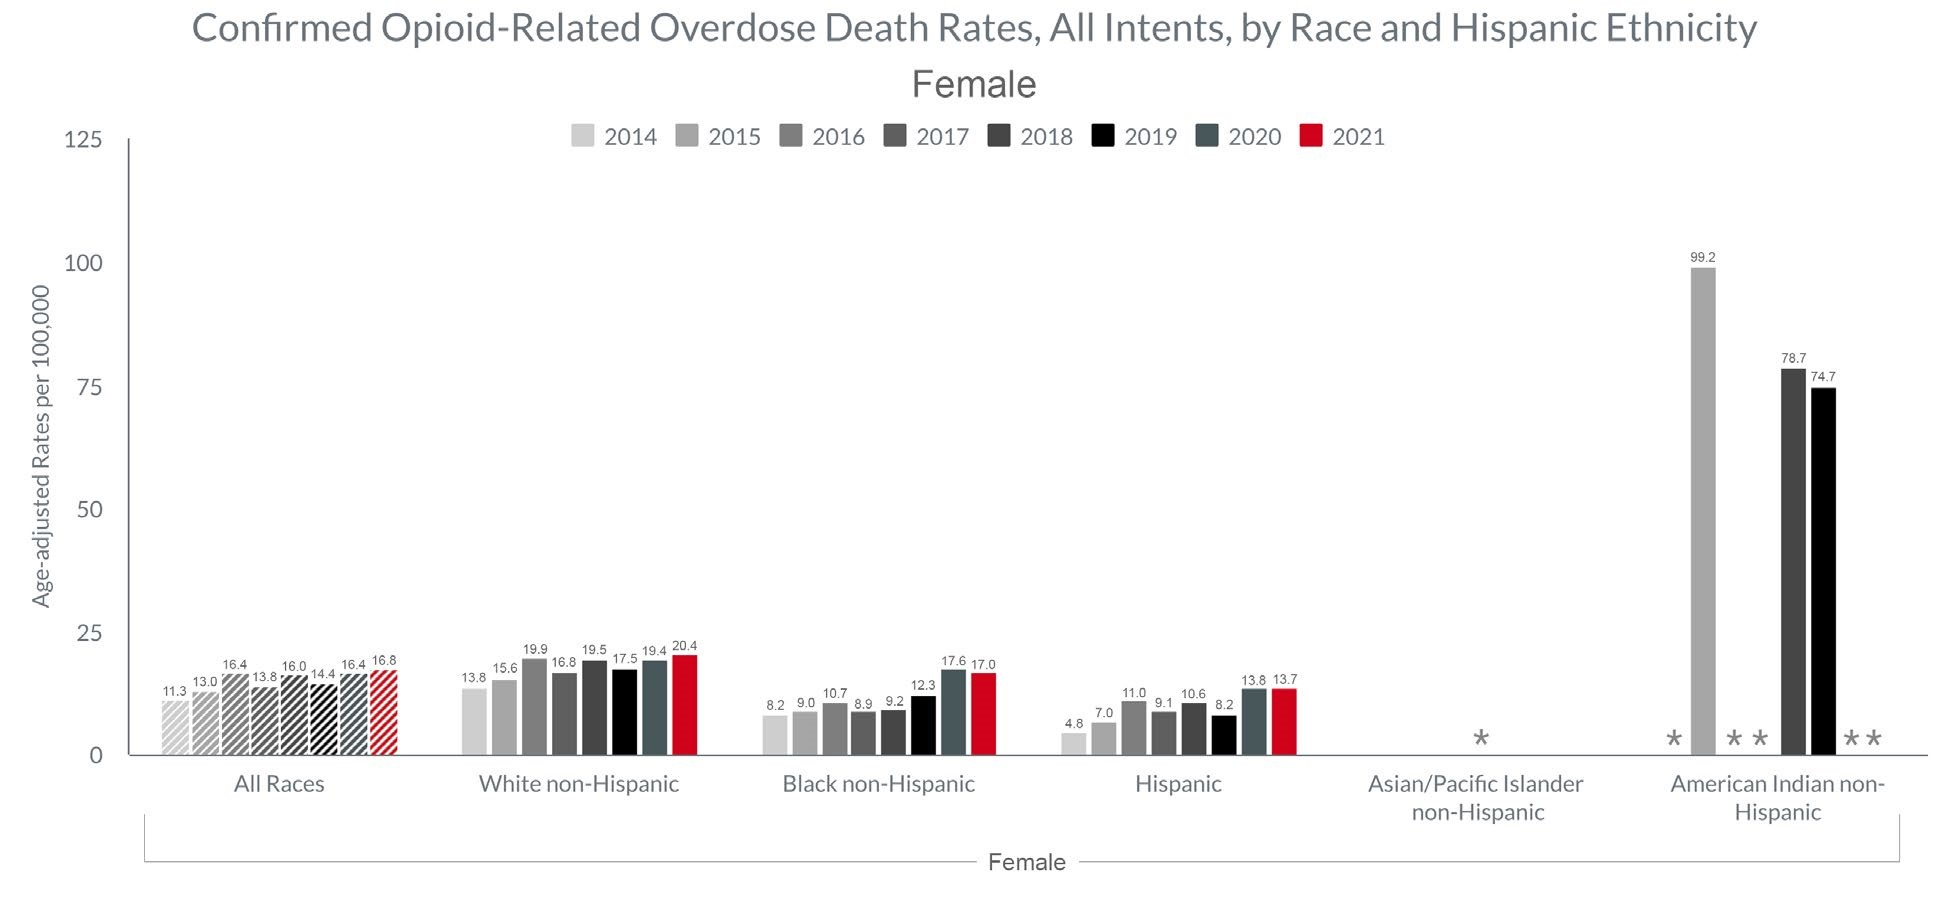 Confirmed Opioid-Related Overdose Death Rates, All Intents, by Race and Hispanic Ethnicity
Female
2014 2015 2016 2017 2018 2019 2020 2021
Age-adjusted Rates per 100,000
125
100
75
50
25
0
11.3 13.0 16.4 13.8 16.0 14.4 16.4 16.8
13.8 15.6 19.9 16.8 19.5 17.5 19.4 20.4
8.2 9.0 10.7 8.9 9.2 12.3 17.6 17.0
4.8 7.0 11.0 9.1 10.6 8.2 13.8 13.7
*
* 99.2 * * 78.7 74.7 * *
All Races
White non-Hispanic
Black non-Hispanic
Hispanic
Asian/Pacific Islander
non-Hispanic
American Indian non-
Hispanic
Female